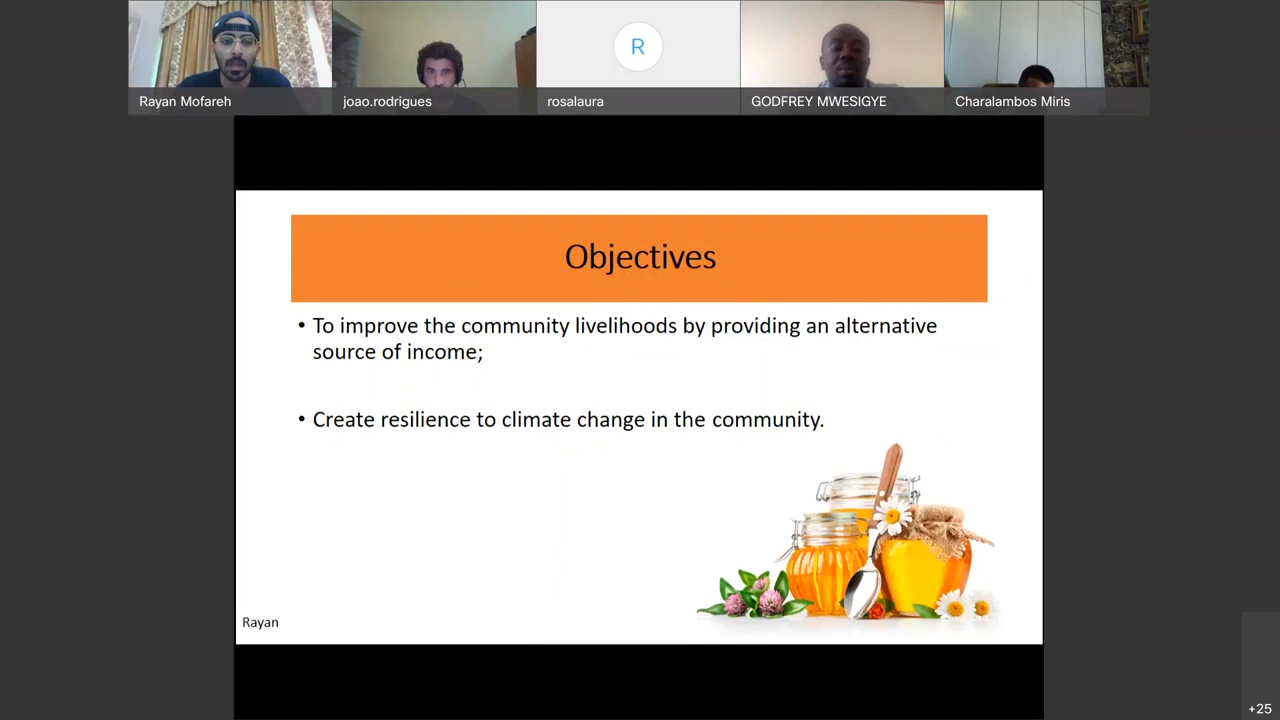 Rayan Mofareh
joao.rodrigues
R
rosalaura
GODFREY MWESIGYE
Charalambos Miris
Objectives
• To improve the community livelihoods by providing an alternative
source of income;
• Create resilience to climate change in the community.
Rayan
+25